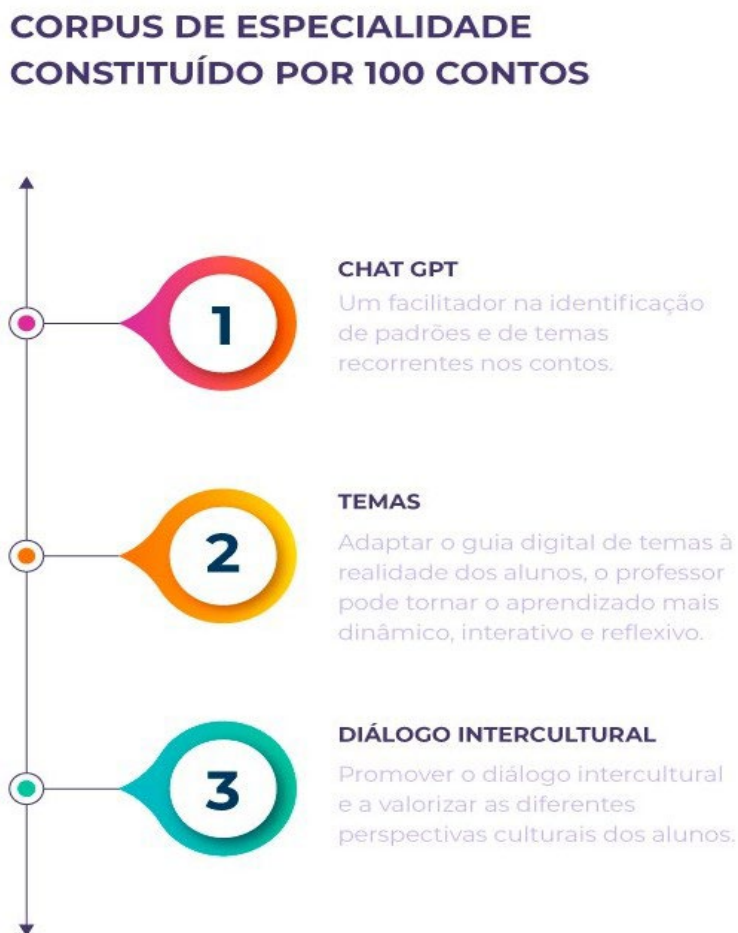 CORPUS DE ESPECIALIDADE
CONSTITUÍDO POR 100 CONTOS
1
CHAT GPT
Um facilitador na identificação
de padrões e de temas
recorrentes nos contos.
2
TEMAS
Adaptar o guia digital de temas à
realidade dos alunos, o professor
pode tornar o aprendizado mais
dinâmico, interativo e reflexivo.
3
DIÁLOGO INTERCULTURAL
Promover o diálogo intercultural
e a valorizar as diferentes
perspectivas culturais dos alunos.